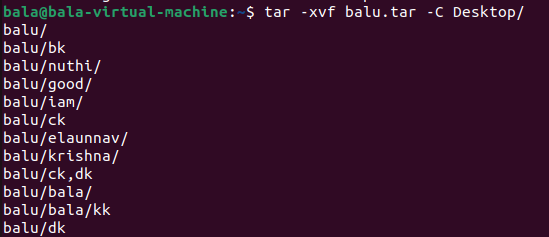 bala@bala-virtual-machine:~$ tar -xvf balu.tar -C Desktop/
balu/
balu/bk
balu/nuthi/
balu/good/
balu/iam/
balu/ck
balu/elaunnav/
balu/krishna/
balu/ck,dk
balu/bala/
balu/bala/kk
balu/dk